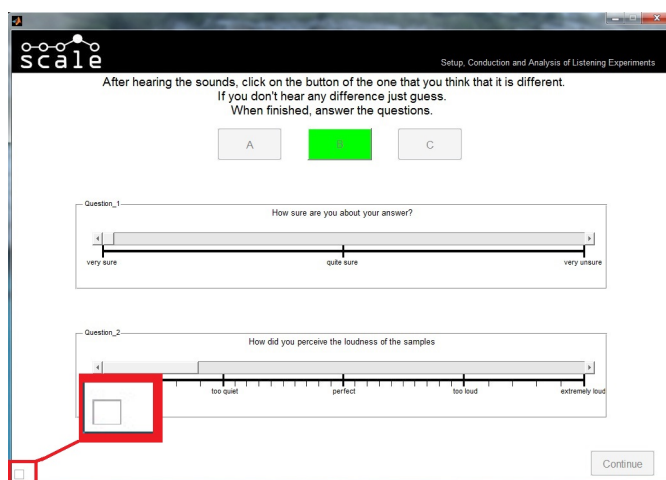 scale
Setup, Conduction and Analysis of Listening Experiments
After hearing the sounds, click on the button of the one that you think that it is different.
If you don't hear any difference just guess.
When finished, answer the questions.
A B C
Question_1
How sure are you about your answer?
very sure quite sure very unsure
Question_2
How did you perceive the loudness of the samples
too quiet perfect too loud extremely loud
Continue